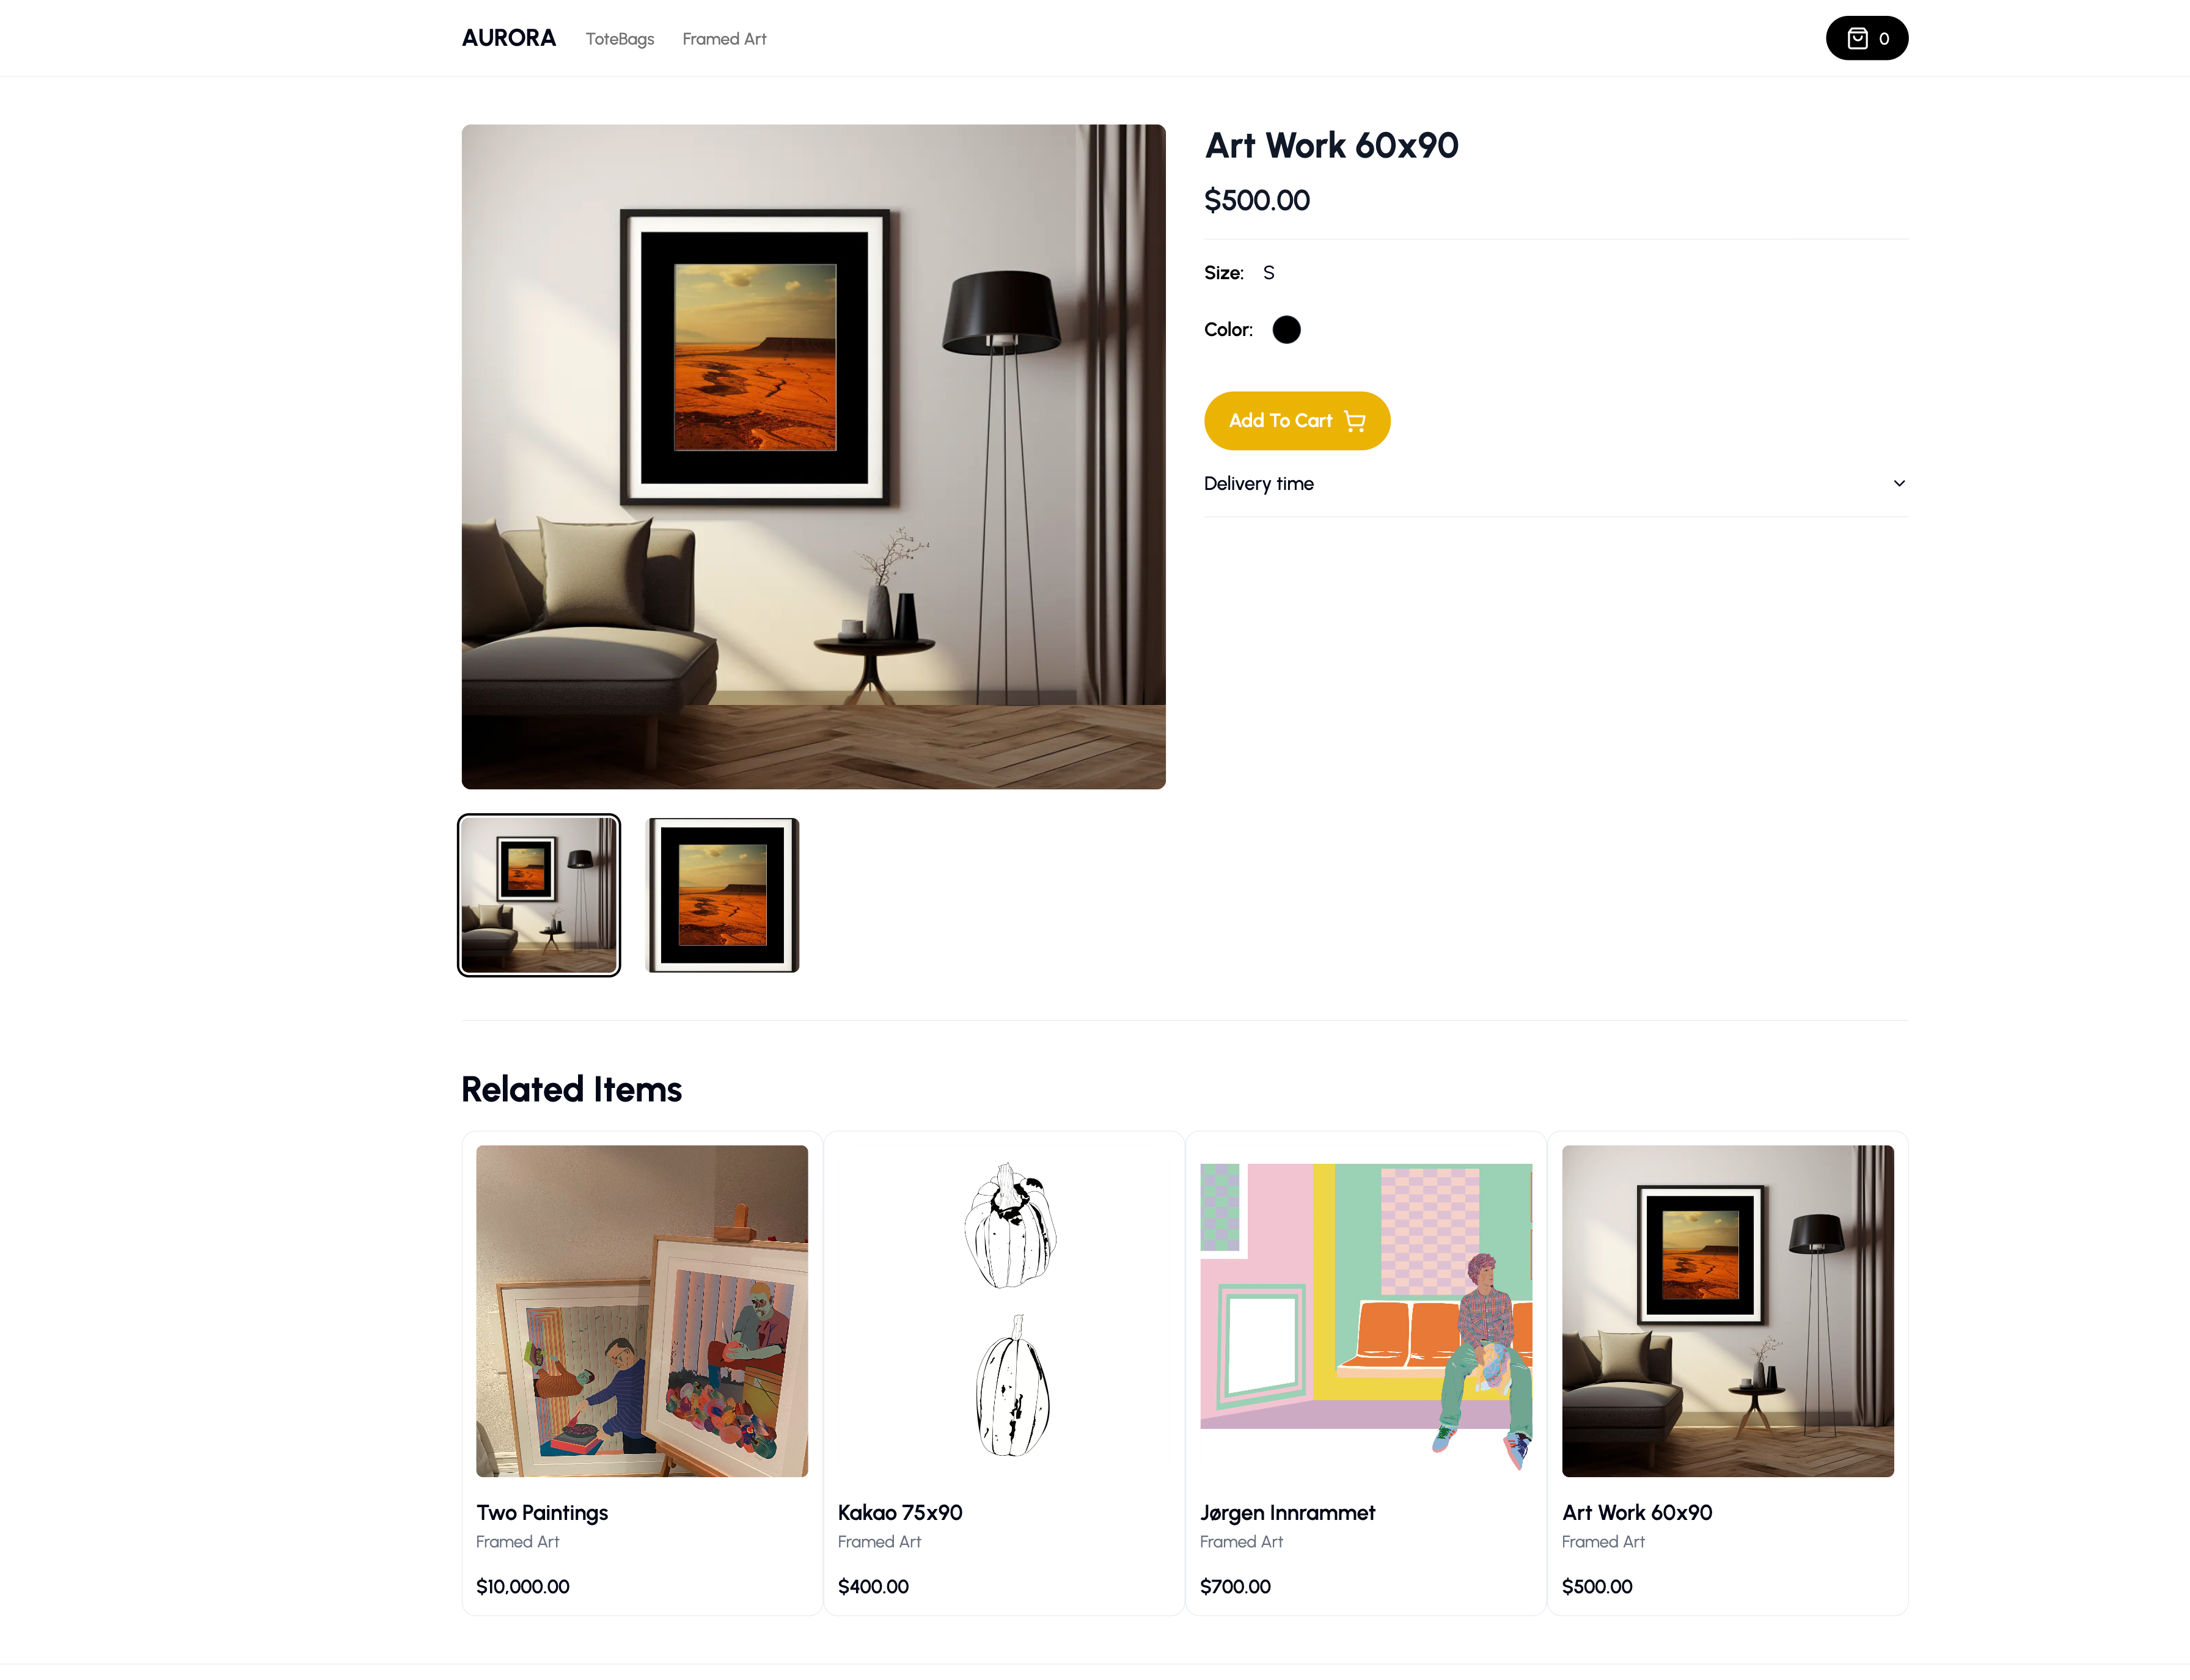 AURORA ToteBags Framed Art 0
Art Work 60x90
$500.00
Size: S
Color:
Add To Cart
Delivery time
Related Items
Two Paintings
Framed Art
$10,000.00
Kakao 75x90
Framed Art
$400.00
Jørgen Innrammet
Framed Art
$700.00
Art Work 60x90
Framed Art
$500.00